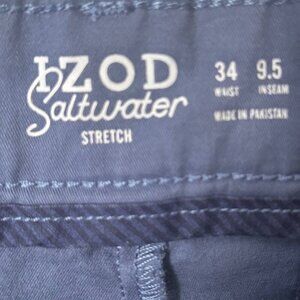 IZOD
Saltwater
STRETCH
34 9.5
WAIST INSEAM
MADE IN PAKISTAN